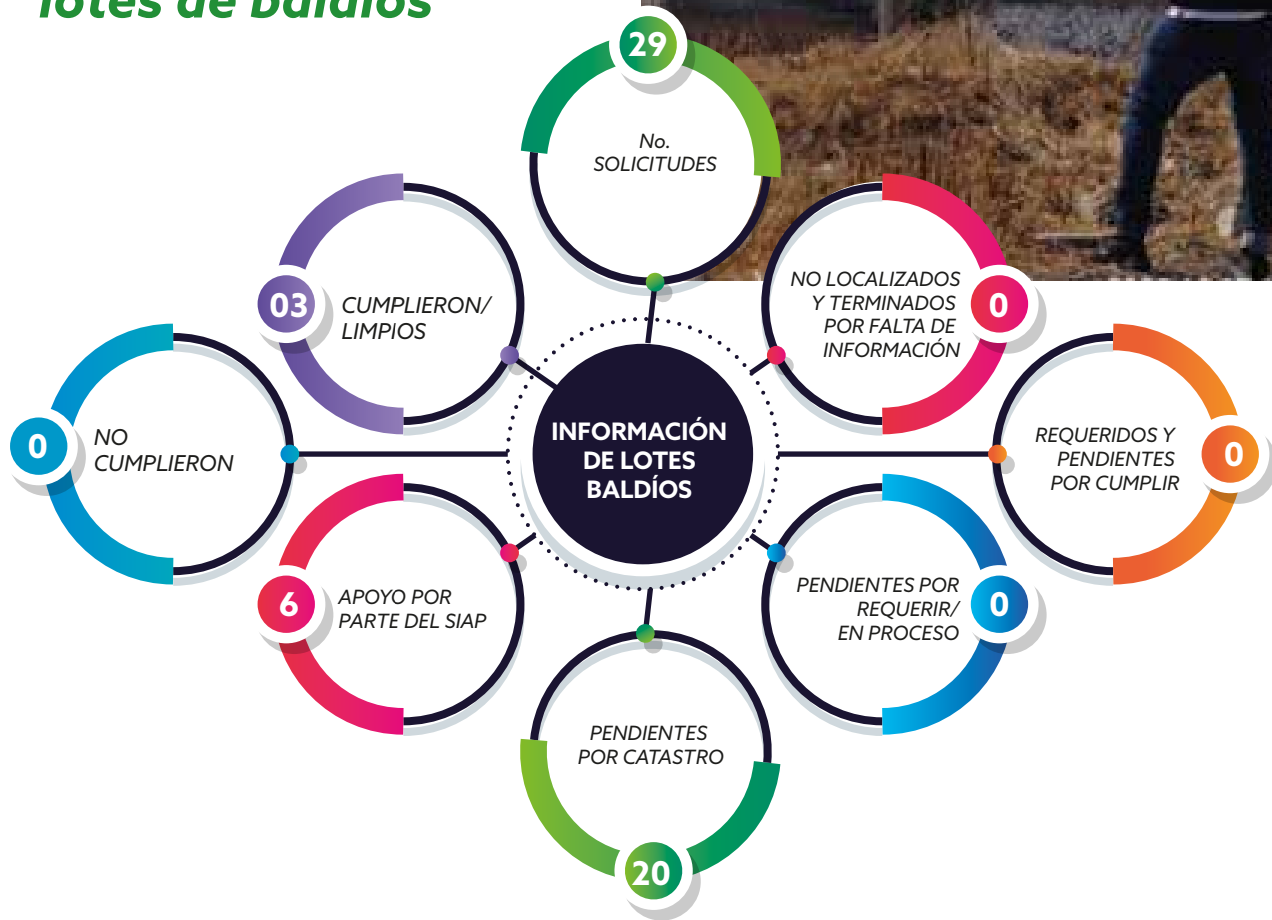 lotes de baldíos
29
No.
SOLICITUDES
03
CUMPLIERON/
LIMPIOS
NO LOCALIZADOS
Y TERMINADOS
POR FALTA DE
INFORMACIÓN
0
0
NO
CUMPLIERON
INFORMACIÓN
DE LOTES
BALDÍOS
REQUERIDOS Y
PENDIENTES
POR CUMPLIR
0
6
APOYO POR
PARTE DEL SIAP
PENDIENTES POR
REQUERIR/
EN PROCESO
0
PENDIENTES
POR CATASTRO
20